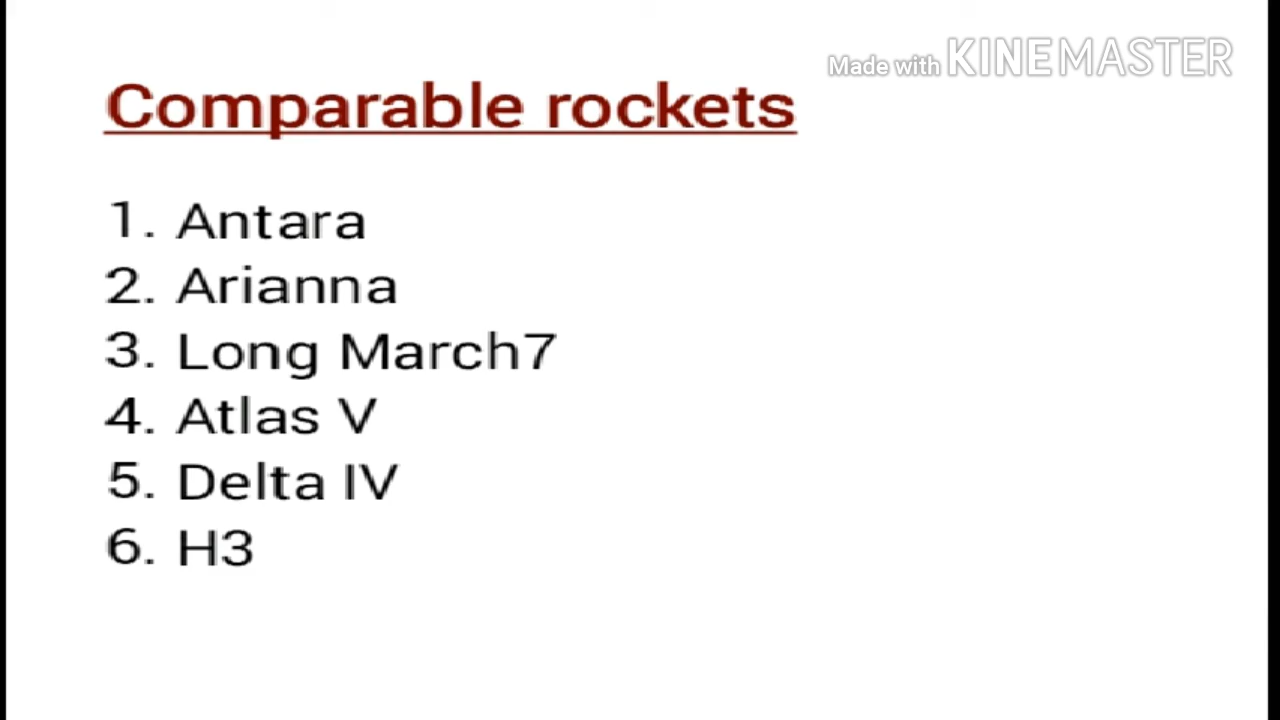 Made with KINEMASTER
Comparable rockets
1. Antara
2. Arianna
3. Long March7
4. Atlas V
5. Delta IV
6. H3